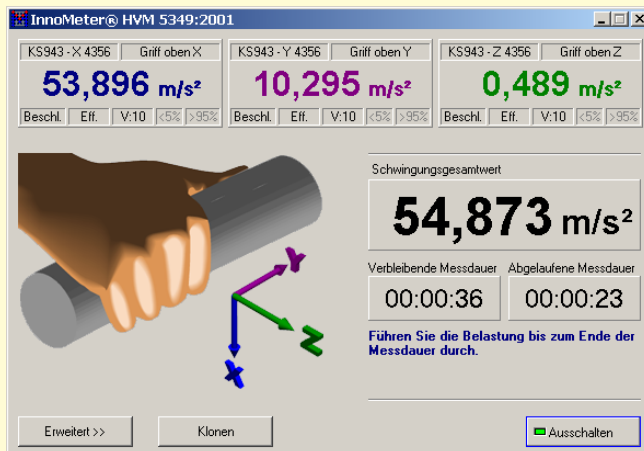 InnoMeter® HVM 5349:2001
KS943 - X 4356 Griff oben X
53,896 m/s²
Beschl. Eff. V:10 <5% >95%
KS943 - Y 4356 Griff oben Y
10,295 m/s²
Beschl. Eff. V:10 <5% >95%
KS943 - Z 4356 Griff oben Z
0,489 m/s²
Beschl. Eff. V:10 <5% >95%
Y
Z
X
Schwingungsgesamtwert
54,873 m/s²
Verbleibende Messdauer Abgelaufene Messdauer
00:00:36 00:00:23
Führen Sie die Belastung bis zum Ende der
Messdauer durch.
Erweitert >> Klonen Ausschalten